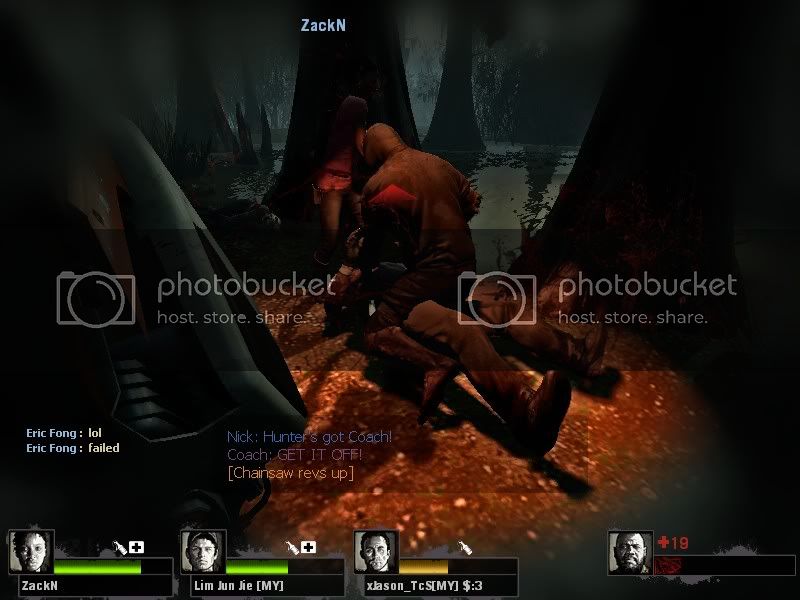 ZackN
photobucket
host. store. share.
photobucket
host. store. share.
Eric Fong : lol
Eric Fong : failed
Nick: Hunter's got Coach!
Coach: GET IT OFF!
[Chainsaw revs up]
+19
ZackN
Lim Jun Jie [MY]
xJason_TcS[MY] $:3